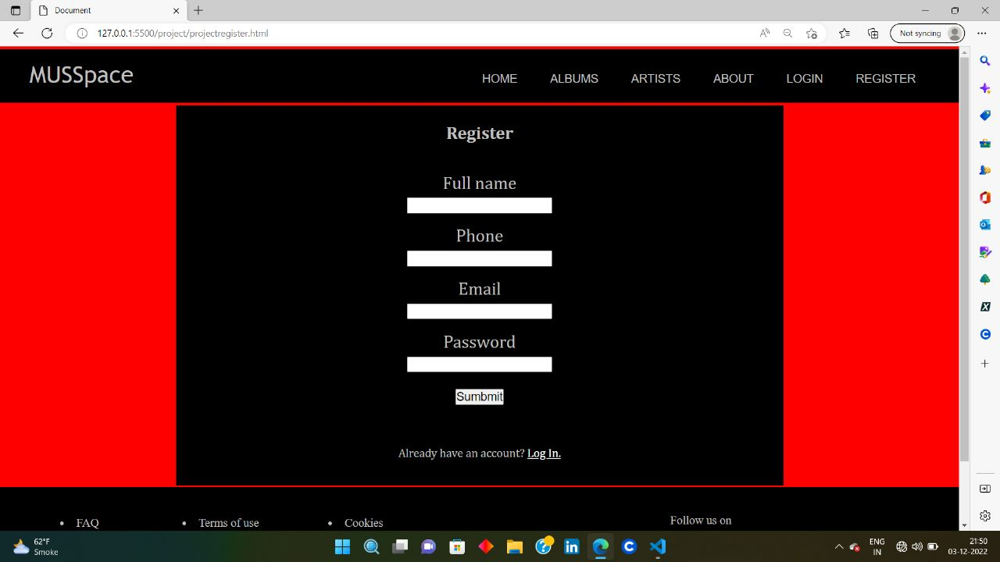 Document
127.0.0.1:5500/project/projectregister.html
Not syncing
MUSSpace
HOME ALBUMS ARTISTS ABOUT LOGIN REGISTER
Register
Full name
Phone
Email
Password
Sumbmit
Already have an account? Log In.
• FAQ • Terms of use • Cookies Follow us on
62°F
Smoke
ENG
IN
21:50
03-12-2022